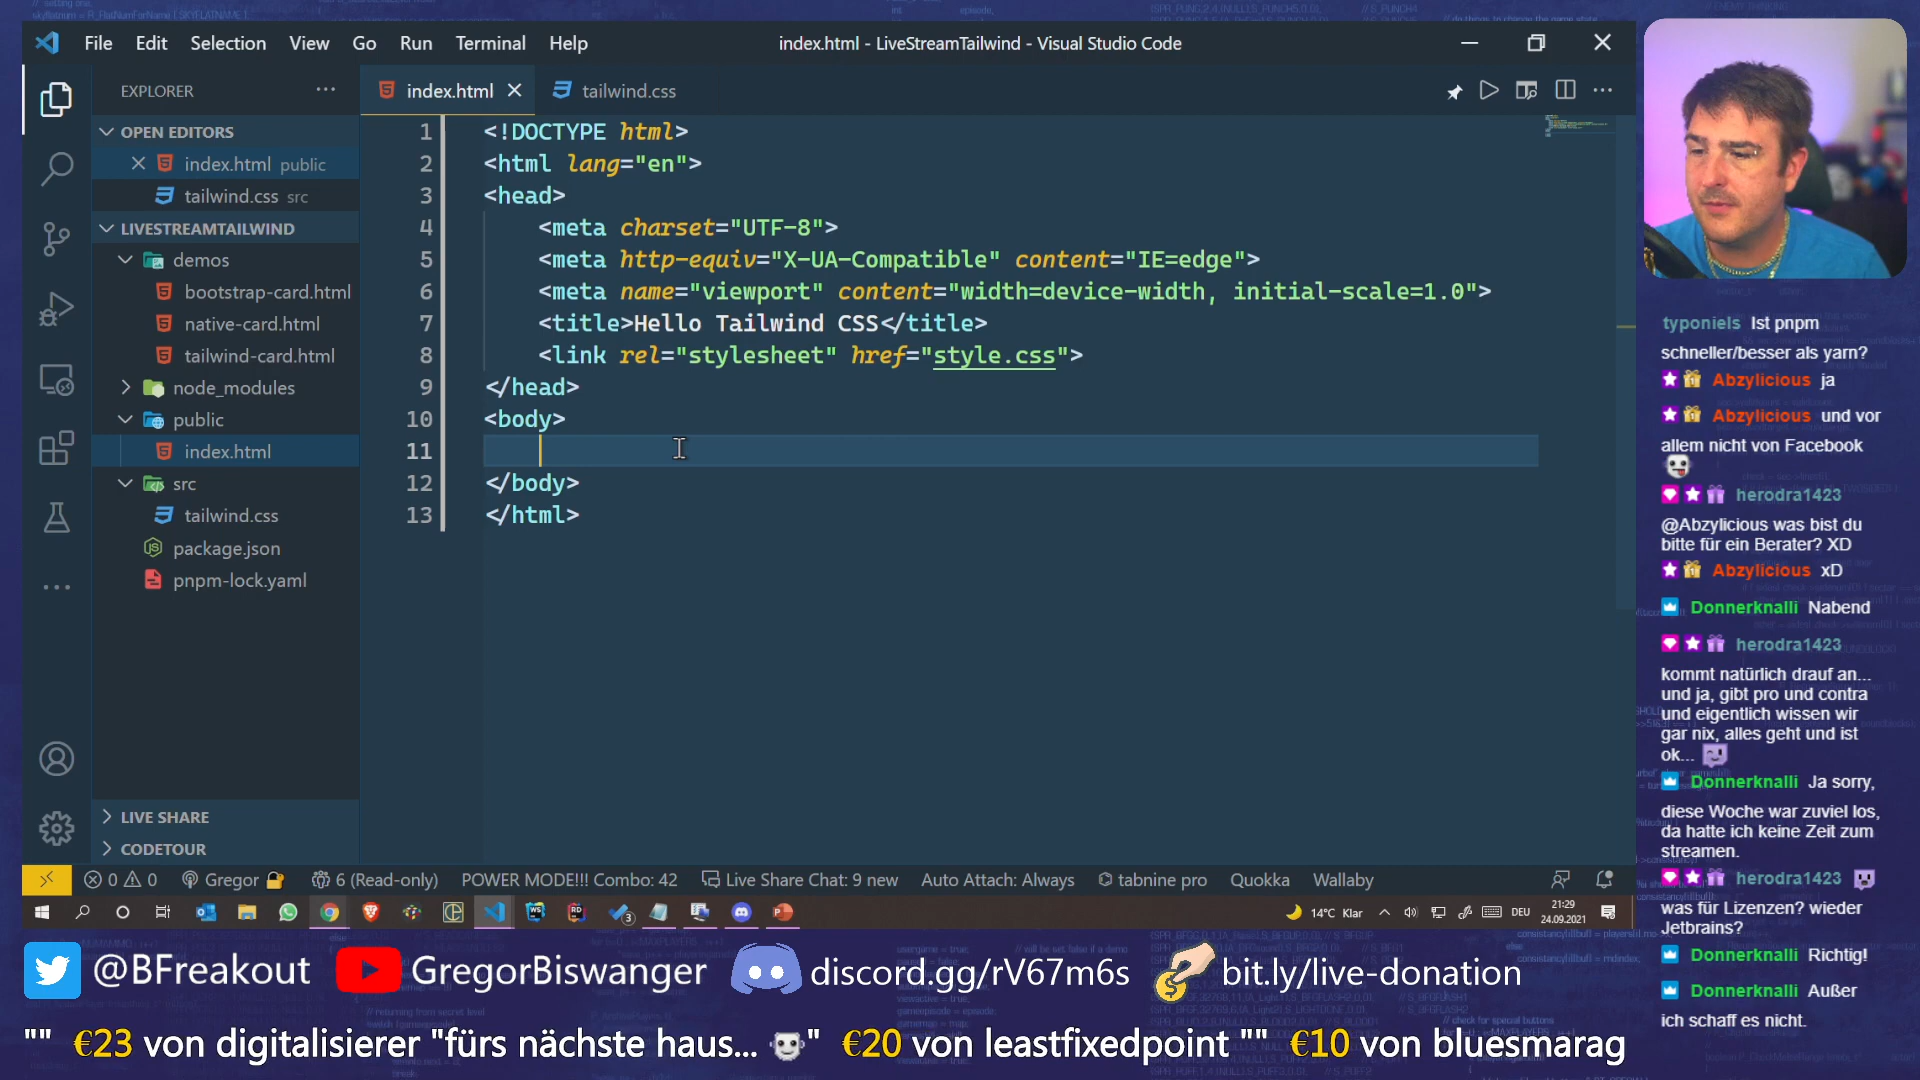 File Edit Selection View Go Run Terminal Help
index.html - LiveStreamTailwind - Visual Studio Code
EXPLORER
OPEN EDITORS
index.html public
tailwind.css src
LIVESTREAMTAILWIND
demos
bootstrap-card.html
native-card.html
tailwind-card.html
node_modules
public
index.html
src
tailwind.css
package.json
pnpm-lock.yaml
LIVE SHARE
CODETOUR
index.html
tailwind.css
1 <!DOCTYPE html>
2 <html lang="en">
3 <head>
4 <meta charset="UTF-8">
5 <meta http-equiv="X-UA-Compatible" content="IE=edge">
6 <meta name="viewport" content="width=device-width, initial-scale=1.0">
7 <title>Hello Tailwind CSS</title>
8 <link rel="stylesheet" href="style.css">
9 </head>
10 <body>
11
12 </body>
13 </html>
0 0 Gregor 6 (Read-only) POWER MODE!!! Combo: 42 Live Share Chat: 9 new Auto Attach: Always tabnine pro Quokka Wallaby
3
14°C Klar
DEU
21:29
24.09.2021
typoniels Ist pnpm
schneller/besser als yarn?
Abzylicious ja
Abzylicious und vor
allem nicht von Facebook
herodra1423
@Abzylicious was bist du
bitte für ein Berater? XD
Abzylicious xD
Donnerknalli Nabend
herodra1423
kommt natürlich drauf an...
und ja, gibt pro und contra
und eigentlich wissen wir
gar nix, alles geht und ist
ok...
Donnerknalli Ja sorry,
diese Woche war zuviel los,
da hatte ich keine Zeit zum
streamen.
herodra1423
was für Lizenzen? wieder
Jetbrains?
Donnerknalli Richtig!
Donnerknalli Außer
ich schaff es nicht.
@BFreakout GregorBiswanger discord.gg/rV67m6s bit.ly/live-donation
"" €23 von digitalisierer "fürs nächste haus... " €20 von leastfixedpoint "" €10 von bluesmarag